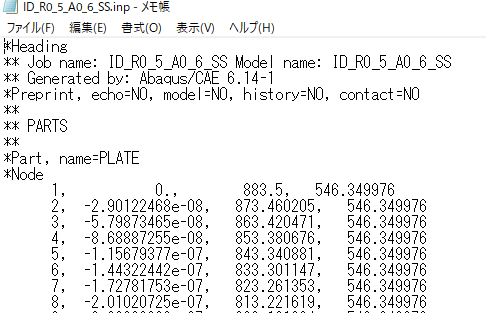 ID_R0_5_A0_6_SS.inp - メモ帳
ファイル(F) 編集(E) 書式(O) 表示(V) ヘルプ(H)
*Heading
** Job name: ID_R0_5_A0_6_SS Model name: ID_R0_5_A0_6_SS
** Generated by: Abaqus/CAE 6.14-1
*Preprint, echo=NO, model=NO, history=NO, contact=NO
**
** PARTS
**
*Part, name=PLATE
*Node
1, 0., 883.5, 546.349976
2, -2.90122468e-08, 873.460205, 546.349976
3, -5.79873465e-08, 863.420471, 546.349976
4, -8.68887255e-08, 853.380676, 546.349976
5, -1.15679377e-07, 843.340881, 546.349976
6, -1.44322442e-07, 833.301147, 546.349976
7, -1.72781753e-07, 823.261353, 546.349976
8, -2.01020725e-07, 813.221619, 546.349976